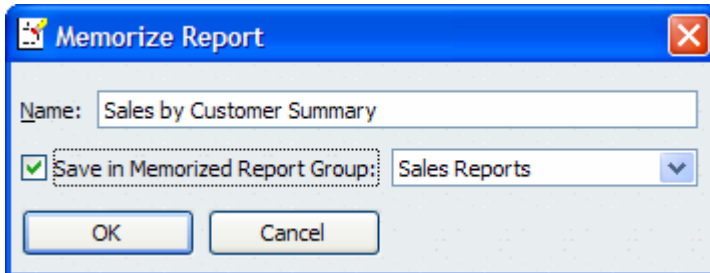 Memorize Report
Name: Sales by Customer Summary
Save in Memorized Report Group: Sales Reports
OK Cancel